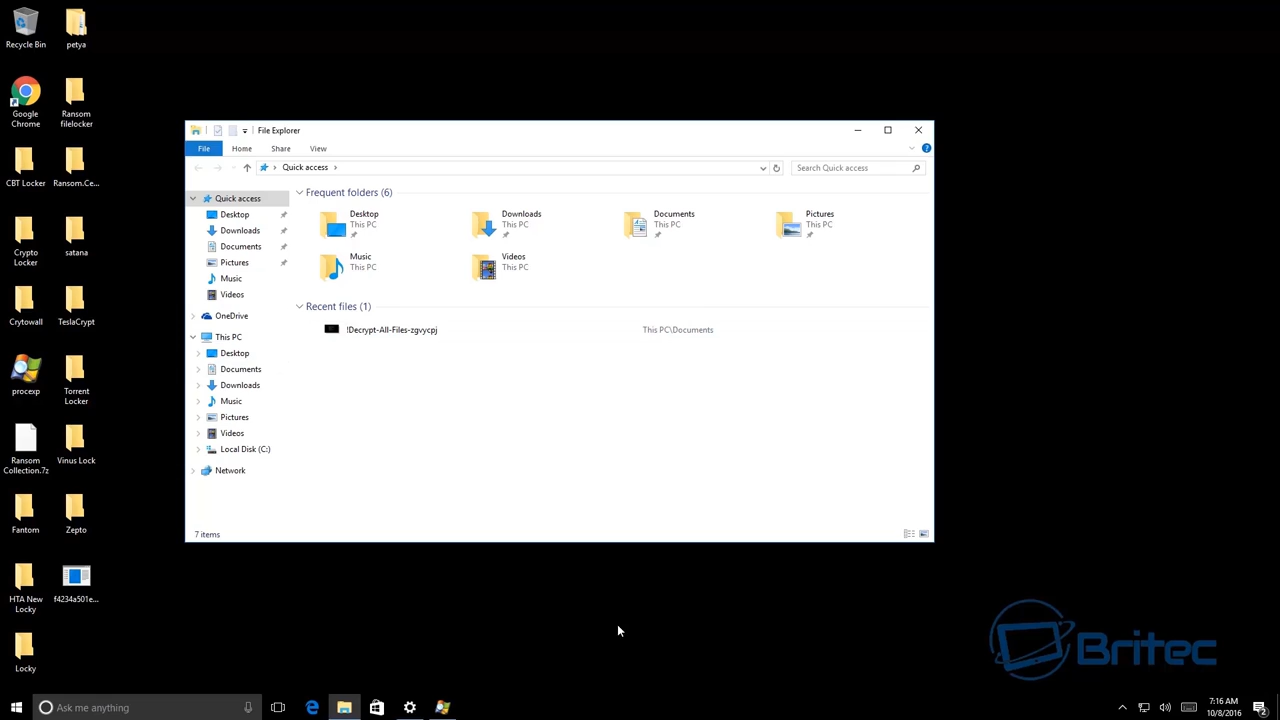 Recycle Bin
petya
Google
Chrome
Ransom
filelocker
CBT Locker
Ransom.Ce...
Crypto
Locker
satana
Crytowall
TeslaCrypt
procexp
Torrent
Locker
Ransom
Collection.7z
Vinus Lock
Fantom
Zepto
HTA New
Locky
f4234a501e...
Locky
File Explorer
File
Home
Share
View
Quick access
Search Quick access
Quick access
Desktop
Downloads
Documents
Pictures
Music
Videos
OneDrive
This PC
Desktop
Documents
Downloads
Music
Pictures
Videos
Local Disk (C:)
Network
Frequent folders (6)
Desktop
This PC
Downloads
This PC
Documents
This PC
Pictures
This PC
Music
This PC
Videos
This PC
Recent files (1)
!Decrypt-All-Files-zgvycpj
This PC\Documents
7 items
Britec
Ask me anything
7:16 AM
10/8/2016
2